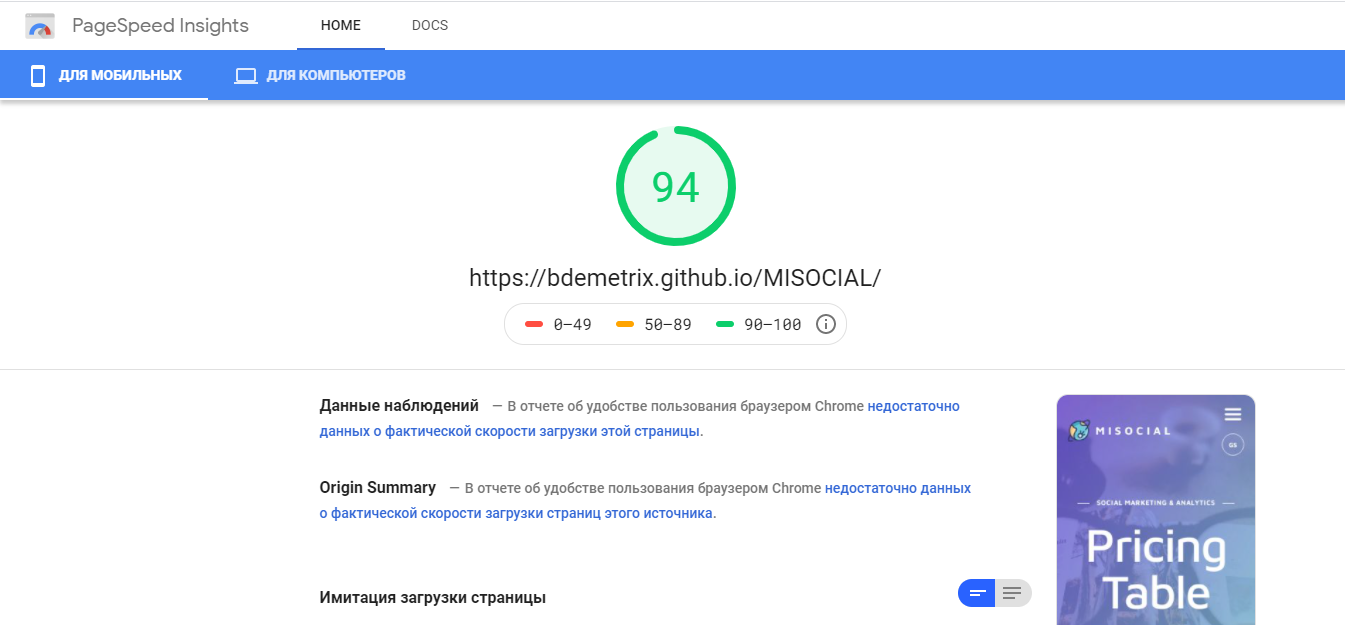 PageSpeed Insights HOME DOCS
ДЛЯ МОБИЛЬНЫХ ДЛЯ КОМПЬЮТЕРОВ
94
https://bdemetrix.github.io/MISOCIAL/
0–49 50–89 90–100
Данные наблюдений — В отчете об удобстве пользования браузером Chrome недостаточно
данных о фактической скорости загрузки этой страницы.
Origin Summary — В отчете об удобстве пользования браузером Chrome недостаточно данных
о фактической скорости загрузки страниц этого источника.
Имитация загрузки страницы
MISOCIAL
GS
SOCIAL MARKETING & ANALYTICS
Pricing
Table